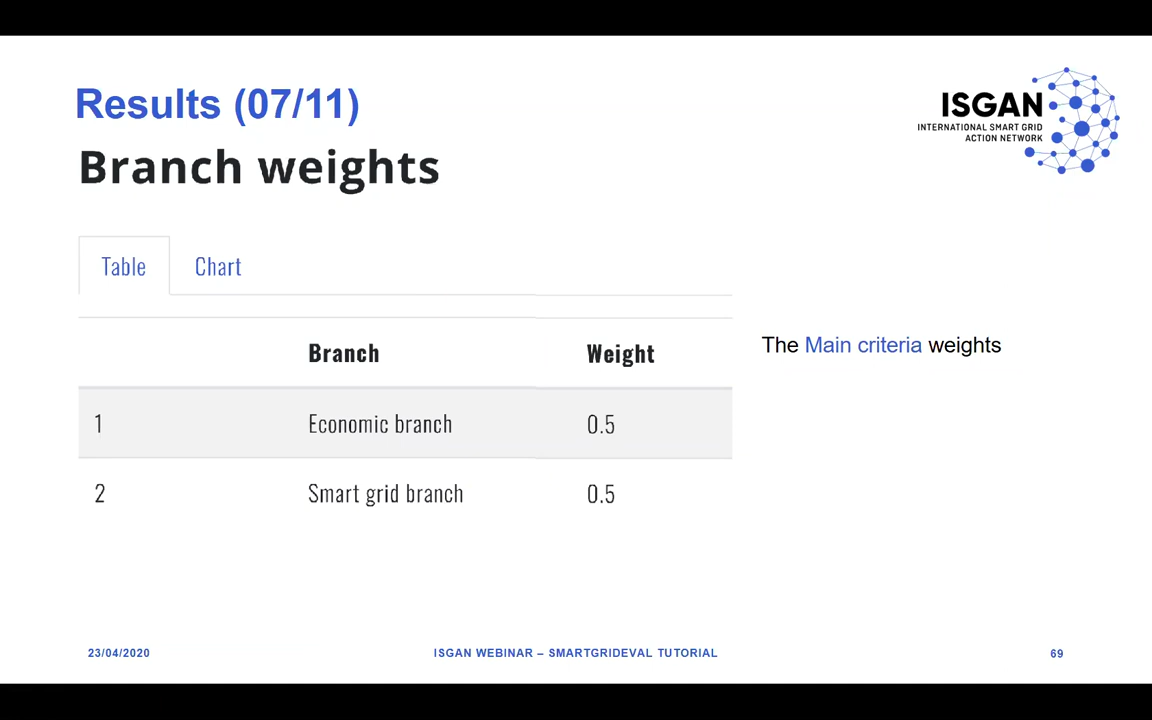 Results (07/11)
ISGAN
INTERNATIONAL SMART GRID
ACTION NETWORK
Branch weights
Table Chart
Branch Weight
1 Economic branch 0.5
2 Smart grid branch 0.5
The Main criteria weights
23/04/2020 ISGAN WEBINAR – SMARTGRIDEVAL TUTORIAL 69